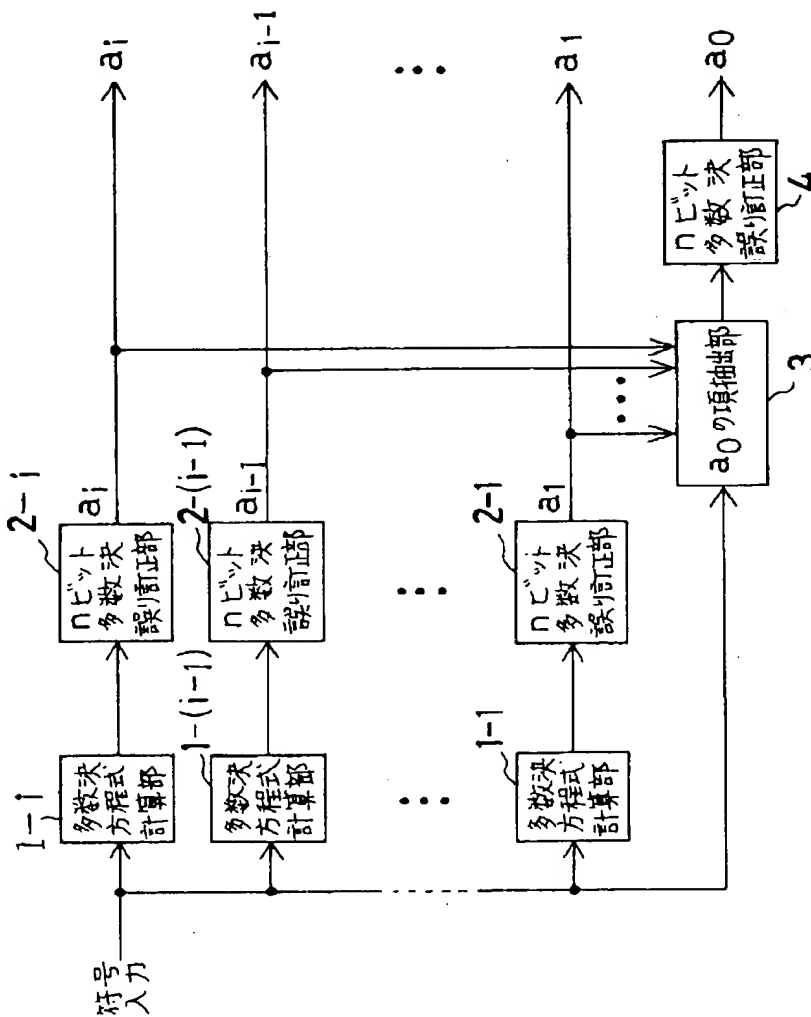 符号
入力
1-i
多数決
方程式
計算部
2-i
nビット
多数決
誤り訂正部
ai
ai
1-(i-1)
多数決
方程式
計算部
2-(i-1)
nビット
多数決
誤り訂正部
ai-1
ai-1
1-1
多数決
方程式
計算部
2-1
nビット
多数決
誤り訂正部
a1
a1
a0の項抽出部
3
nビット
多数決
誤り訂正部
4
a0